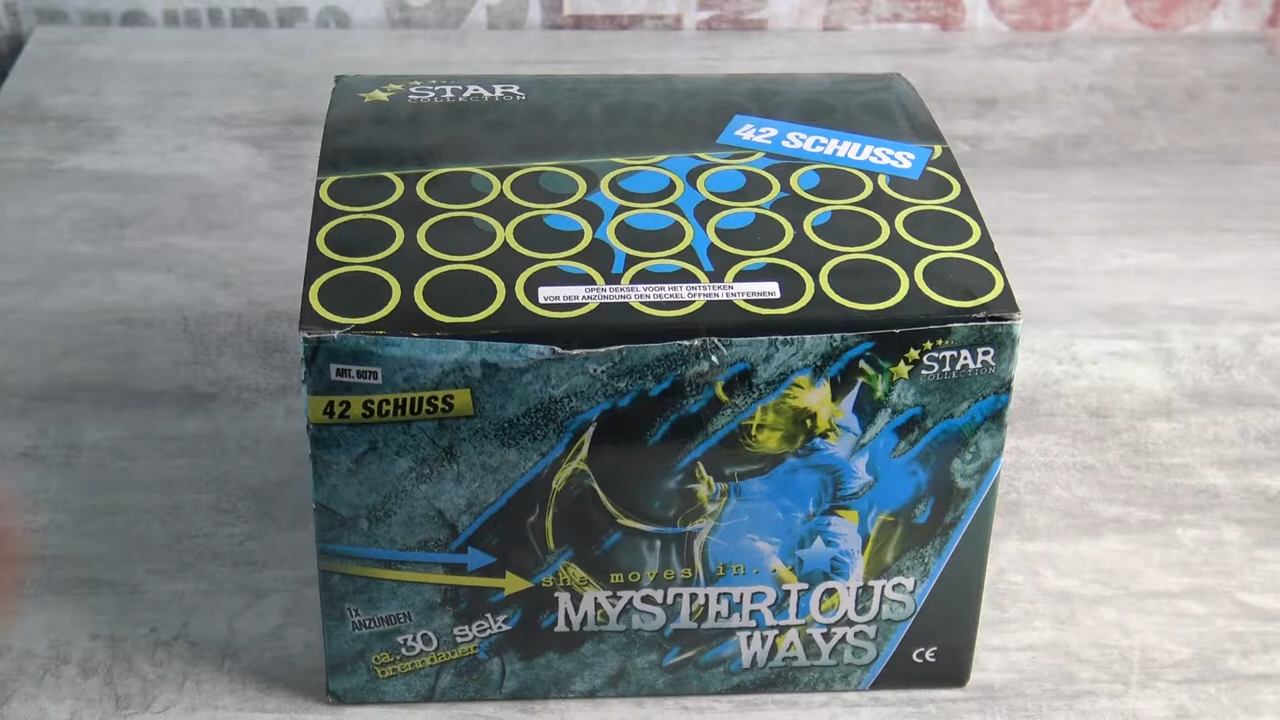 STAR
COLLECTION
42 SCHUSS
OPEN DEKSEL VOOR HET ONTSTEKEN
VOR DER ANZÜNDUNG DEN DECKEL ÖFFNEN / ENTFERNEN!
ART. 6070
42 SCHUSS
STAR
COLLECTION
she moves in...
MYSTERIOUS
WAYS
1x
ANZUNDEN
ca. 30 sek
brenndauer
CE